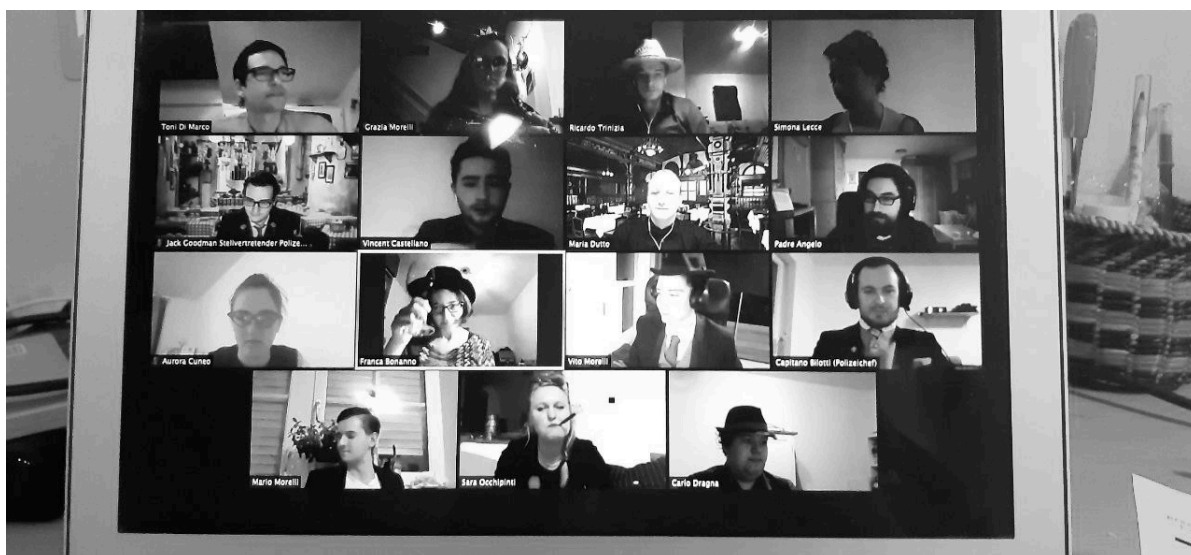 Toni Di Marco
Grazia Morelli
Ricardo Trinizia
Simona Lecce
Jack Goodman Stellvertretender Polize...
Vincent Castellano
Maria Dutto
Padre Angelo
Aurora Cuneo
Franca Bonanno
Vito Morelli
Capitano Bilotti (Polizeichef)
Mario Morelli
Sara Occhipinti
Carlo Dragna